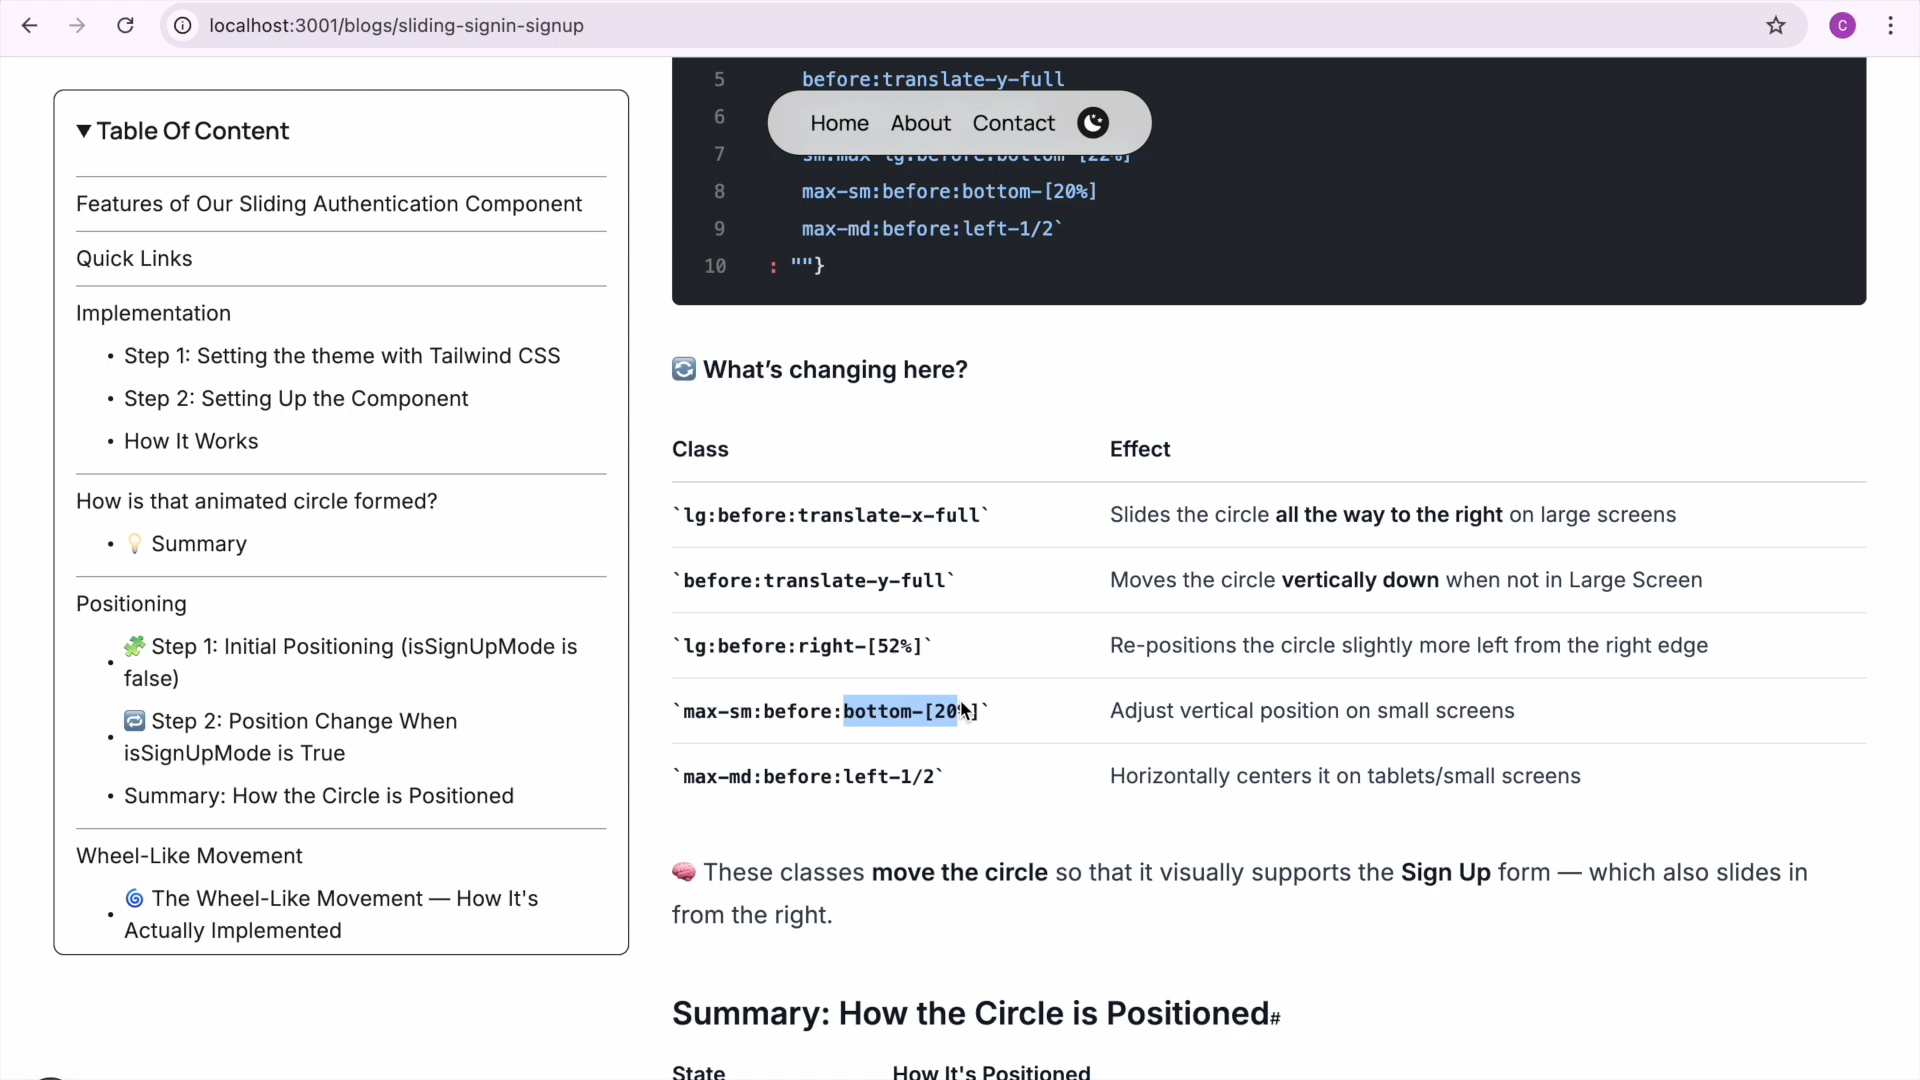 localhost:3001/blogs/sliding-signin-signup
C
Table Of Content
Features of Our Sliding Authentication Component
Quick Links
Implementation
• Step 1: Setting the theme with Tailwind CSS
• Step 2: Setting Up the Component
• How It Works
How is that animated circle formed?
• 💡 Summary
Positioning
• 🧩 Step 1: Initial Positioning (isSignUpMode is
false)
• 🔁 Step 2: Position Change When
isSignUpMode is True
• Summary: How the Circle is Positioned
Wheel-Like Movement
• 🌀 The Wheel-Like Movement — How It's
Actually Implemented
5 before:translate-y-full
6
Home About Contact
7 sm:max-lg:before:bottom-[22%]
8 max-sm:before:bottom-[20%]
9 max-md:before:left-1/2`
10 : ""}
🔄 What’s changing here?
Class Effect
`lg:before:translate-x-full` Slides the circle all the way to the right on large screens
`before:translate-y-full` Moves the circle vertically down when not in Large Screen
`lg:before:right-[52%]` Re-positions the circle slightly more left from the right edge
`max-sm:before:bottom-[20%]` Adjust vertical position on small screens
`max-md:before:left-1/2` Horizontally centers it on tablets/small screens
🧠 These classes move the circle so that it visually supports the Sign Up form — which also slides in
from the right.
Summary: How the Circle is Positioned#
State How It's Positioned